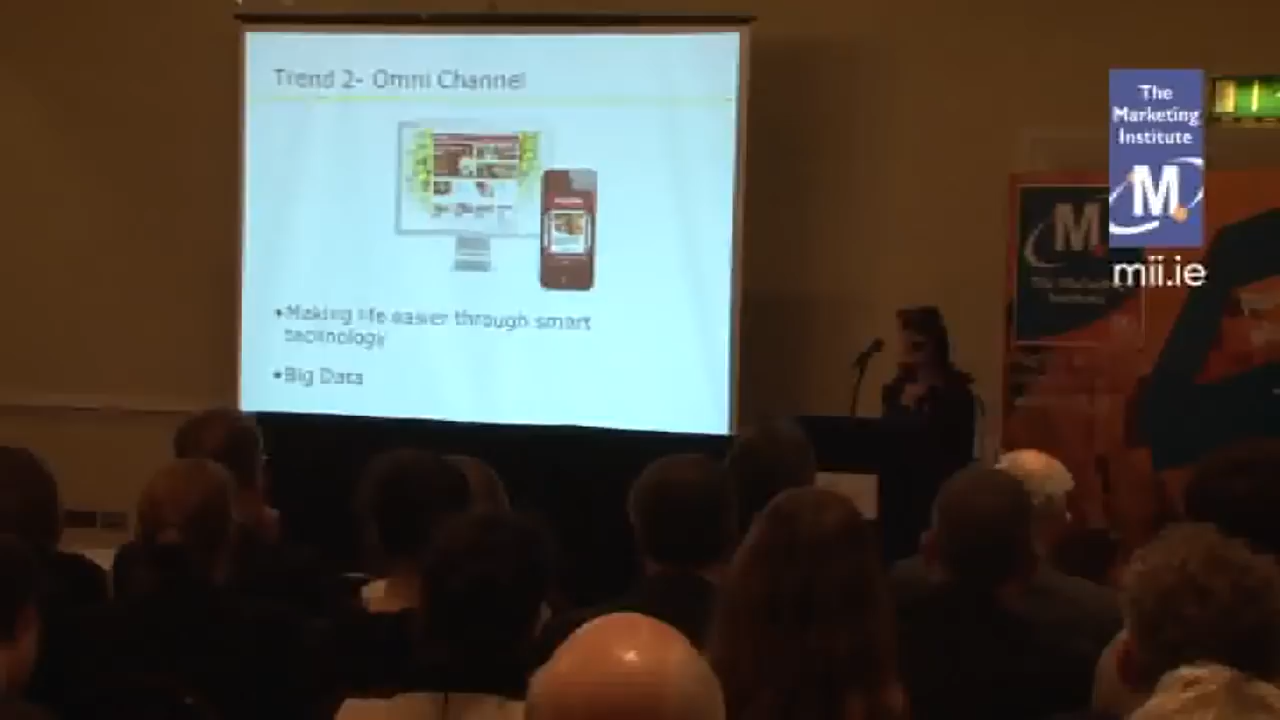 Trend 2- Omni Channel
•Making life easier through smart
technology
•Big Data
The
Marketing
Institute
M
mii.ie
M